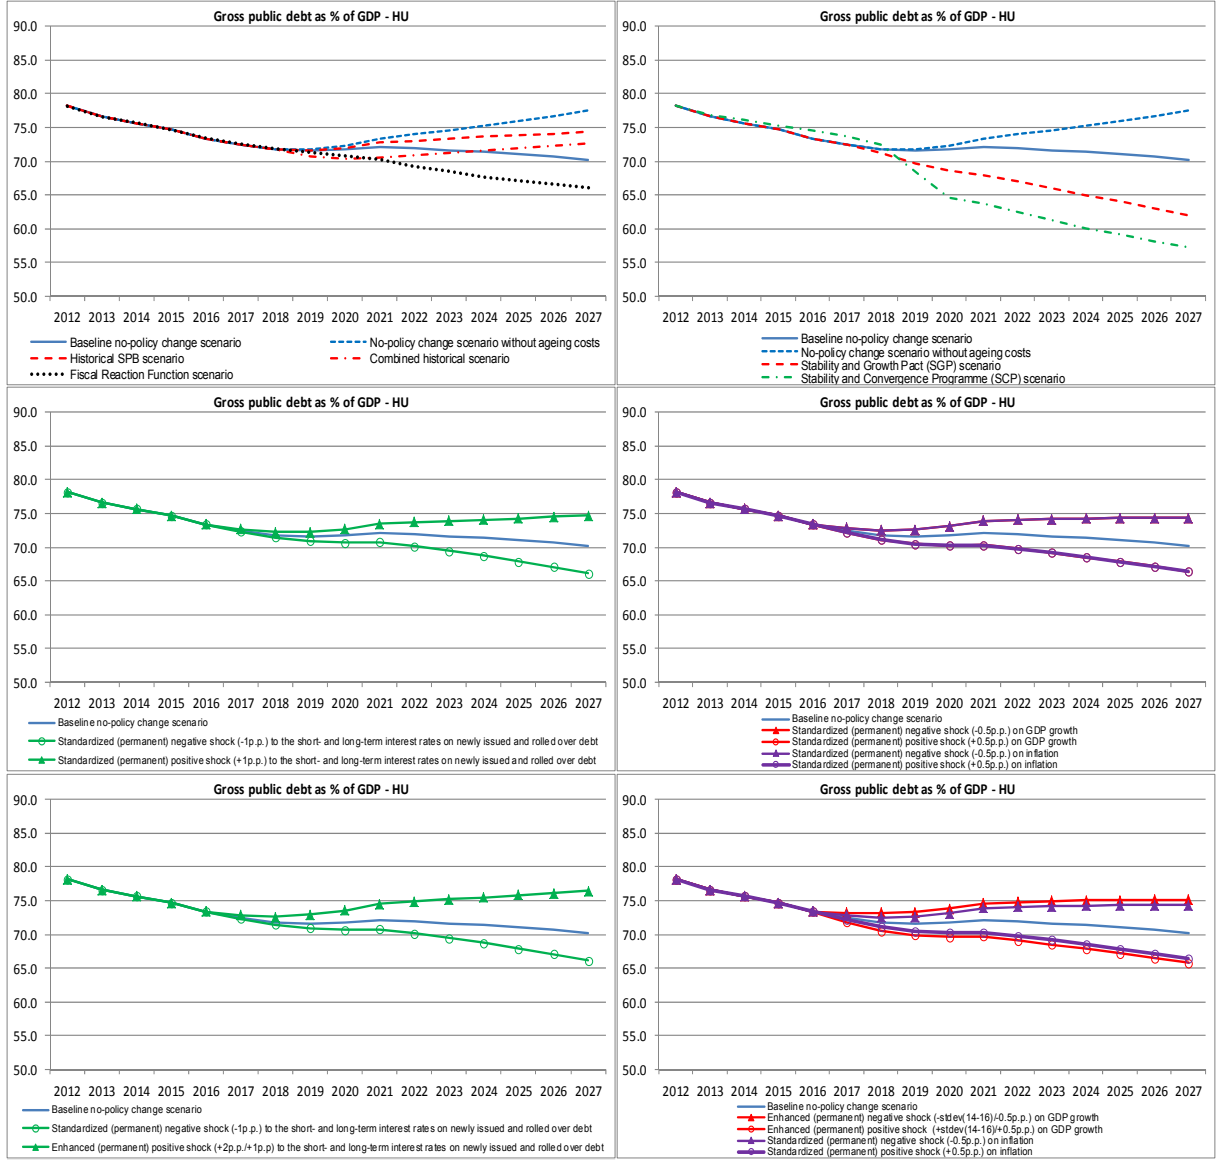 Gross public debt as % of GDP - HU
90.0
85.0
80.0
75.0
70.0
65.0
60.0
55.0
50.0
2012 2013 2014 2015 2016 2017 2018 2019 2020 2021 2022 2023 2024 2025 2026 2027
Baseline no-policy change scenario
No-policy change scenario without ageing costs
Historical SPB scenario
Combined historical scenario
Fiscal Reaction Function scenario
Gross public debt as % of GDP - HU
90.0
85.0
80.0
75.0
70.0
65.0
60.0
55.0
50.0
2012 2013 2014 2015 2016 2017 2018 2019 2020 2021 2022 2023 2024 2025 2026 2027
Baseline no-policy change scenario
No-policy change scenario without ageing costs
Stability and Growth Pact (SGP) scenario
Stability and Convergence Programme (SCP) scenario
Gross public debt as % of GDP - HU
90.0
85.0
80.0
75.0
70.0
65.0
60.0
55.0
50.0
2012 2013 2014 2015 2016 2017 2018 2019 2020 2021 2022 2023 2024 2025 2026 2027
Baseline no-policy change scenario
Standardized (permanent) negative shock (-1p.p.) to the short- and long-term interest rates on newly issued and rolled over debt
Standardized (permanent) positive shock (+1p.p.) to the short- and long-term interest rates on newly issued and rolled over debt
Gross public debt as % of GDP - HU
90.0
85.0
80.0
75.0
70.0
65.0
60.0
55.0
50.0
2012 2013 2014 2015 2016 2017 2018 2019 2020 2021 2022 2023 2024 2025 2026 2027
Baseline no-policy change scenario
Standardized (permanent) negative shock (-0.5p.p.) on GDP growth
Standardized (permanent) positive shock (+0.5p.p.) on GDP growth
Standardized (permanent) negative shock (-0.5p.p.) on inflation
Standardized (permanent) positive shock (+0.5p.p.) on inflation
Gross public debt as % of GDP - HU
90.0
85.0
80.0
75.0
70.0
65.0
60.0
55.0
50.0
2012 2013 2014 2015 2016 2017 2018 2019 2020 2021 2022 2023 2024 2025 2026 2027
Baseline no-policy change scenario
Standardized (permanent) negative shock (-1p.p.) to the short- and long-term interest rates on newly issued and rolled over debt
Enhanced (permanent) positive shock (+2p.p./+1p.p) to the short- and long-term interest rates on newly issued and rolled over debt
Gross public debt as % of GDP - HU
90.0
85.0
80.0
75.0
70.0
65.0
60.0
55.0
50.0
2012 2013 2014 2015 2016 2017 2018 2019 2020 2021 2022 2023 2024 2025 2026 2027
Baseline no-policy change scenario
Enhanced (permanent) negative shock (-stdev(14-16)/-0.5p.p.) on GDP growth
Enhanced (permanent) positive shock (+stdev(14-16)/+0.5p.p.) on GDP growth
Standardized (permanent) negative shock (-0.5p.p.) on inflation
Standardized (permanent) positive shock (+0.5p.p.) on inflation